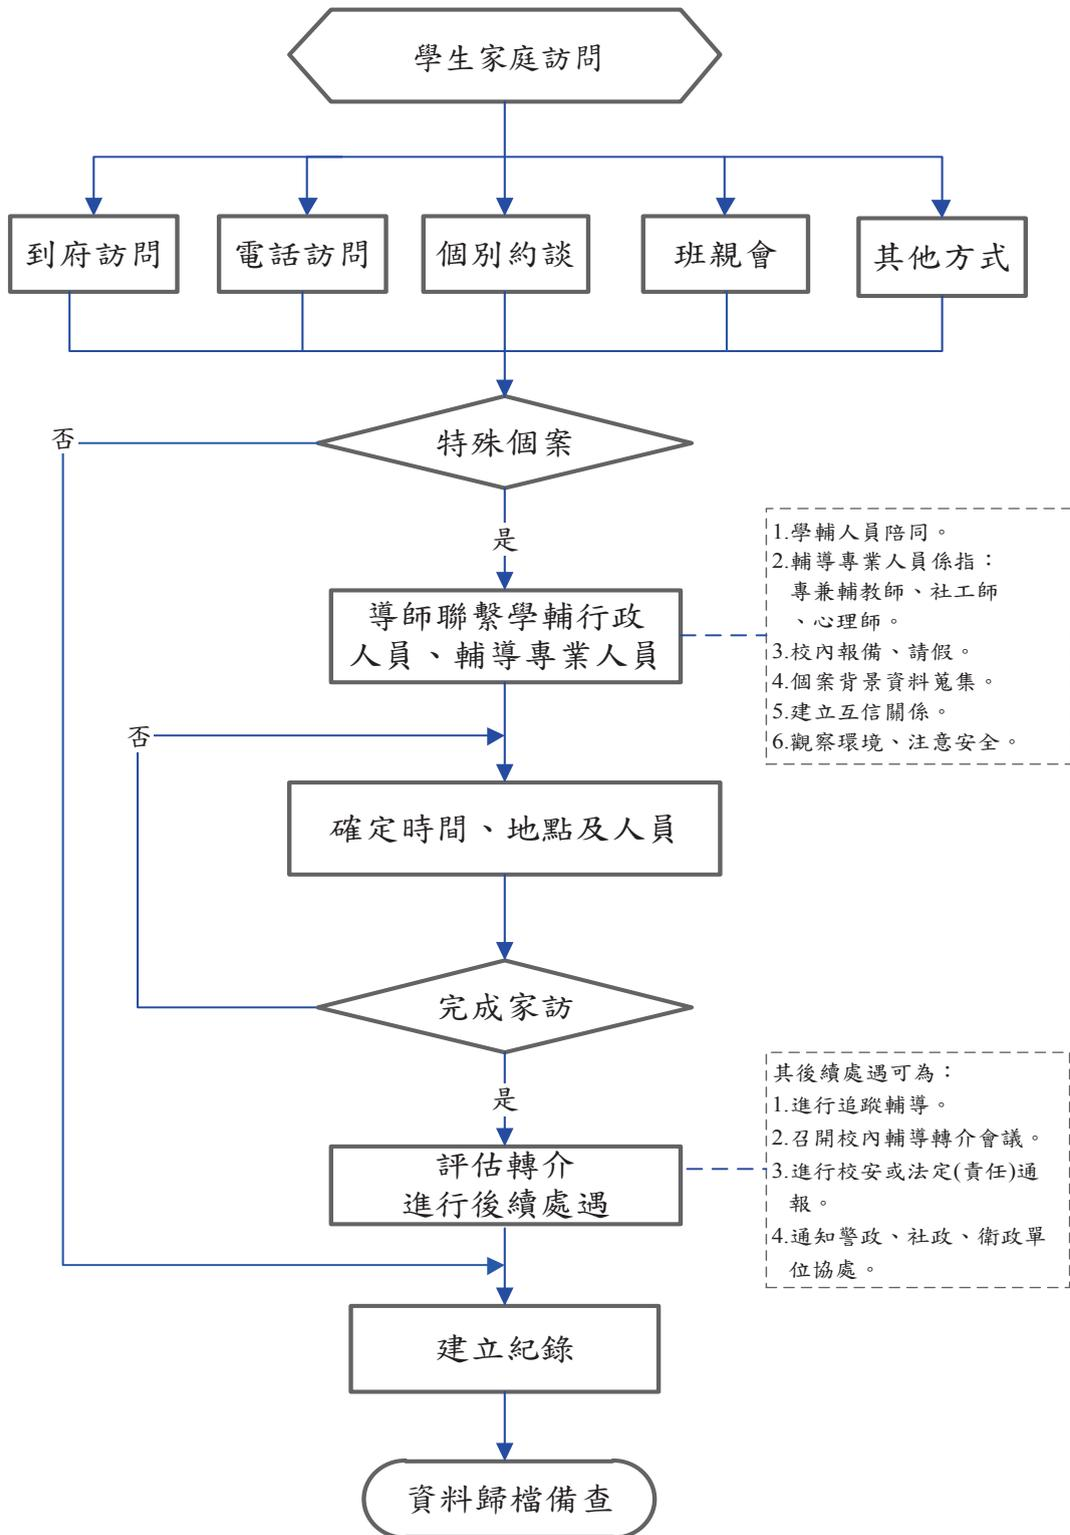 學生家庭訪問
到府訪問
電話訪問
個別約談
班親會
其他方式
特殊個案
否
是
導師聯繫學輔行政
人員、輔導專業人員
1.學輔人員陪同。
2.輔導專業人員係指：
專兼輔教師、社工師
、心理師。
3.校內報備、請假。
4.個案背景資料蒐集。
5.建立互信關係。
6.觀察環境、注意安全。
否
確定時間、地點及人員
完成家訪
是
評估轉介
進行後續處遇
其後續處遇可為：
1.進行追蹤輔導。
2.召開校內輔導轉介會議。
3.進行校安或法定(責任)通
報。
4.通知警政、社政、衛政單
位協處。
建立紀錄
資料歸檔備查